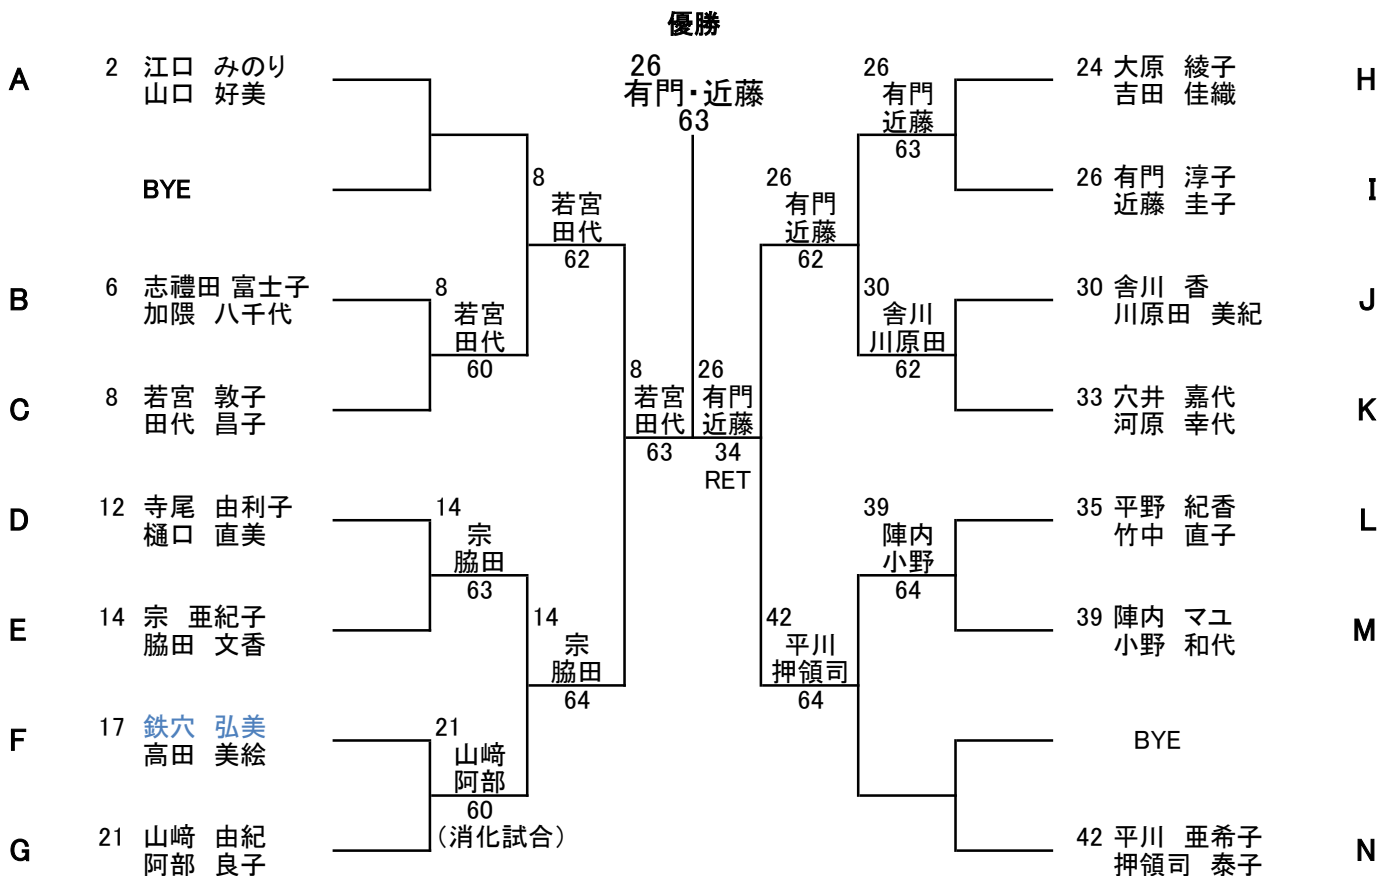 優勝
26
有門・近藤
63
A
2 江口 みのり
山口 好美
BYE
B
6 志禮田 富士子
加隈 八千代
C
8 若宮 敦子
田代 昌子
D
12 寺尾 由利子
樋口 直美
E
14 宗 亜紀子
脇田 文香
F
17 鉄穴 弘美
高田 美絵
G
21 山﨑 由紀
阿部 良子
8
若宮
田代
60
14
宗
脇田
63
21
山﨑
阿部
60
(消化試合)
8
若宮
田代
62
14
宗
脇田
64
8
若宮
田代
63
26
有門
近藤
34
RET
26
有門
近藤
62
42
平川
押領司
64
26
有門
近藤
63
30
舎川
川原田
62
39
陣内
小野
64
24 大原 綾子
吉田 佳織
H
26 有門 淳子
近藤 圭子
I
30 舎川 香
川原田 美紀
J
33 穴井 嘉代
河原 幸代
K
35 平野 紀香
竹中 直子
L
39 陣内 マユ
小野 和代
M
BYE
42 平川 亜希子
押領司 泰子
N